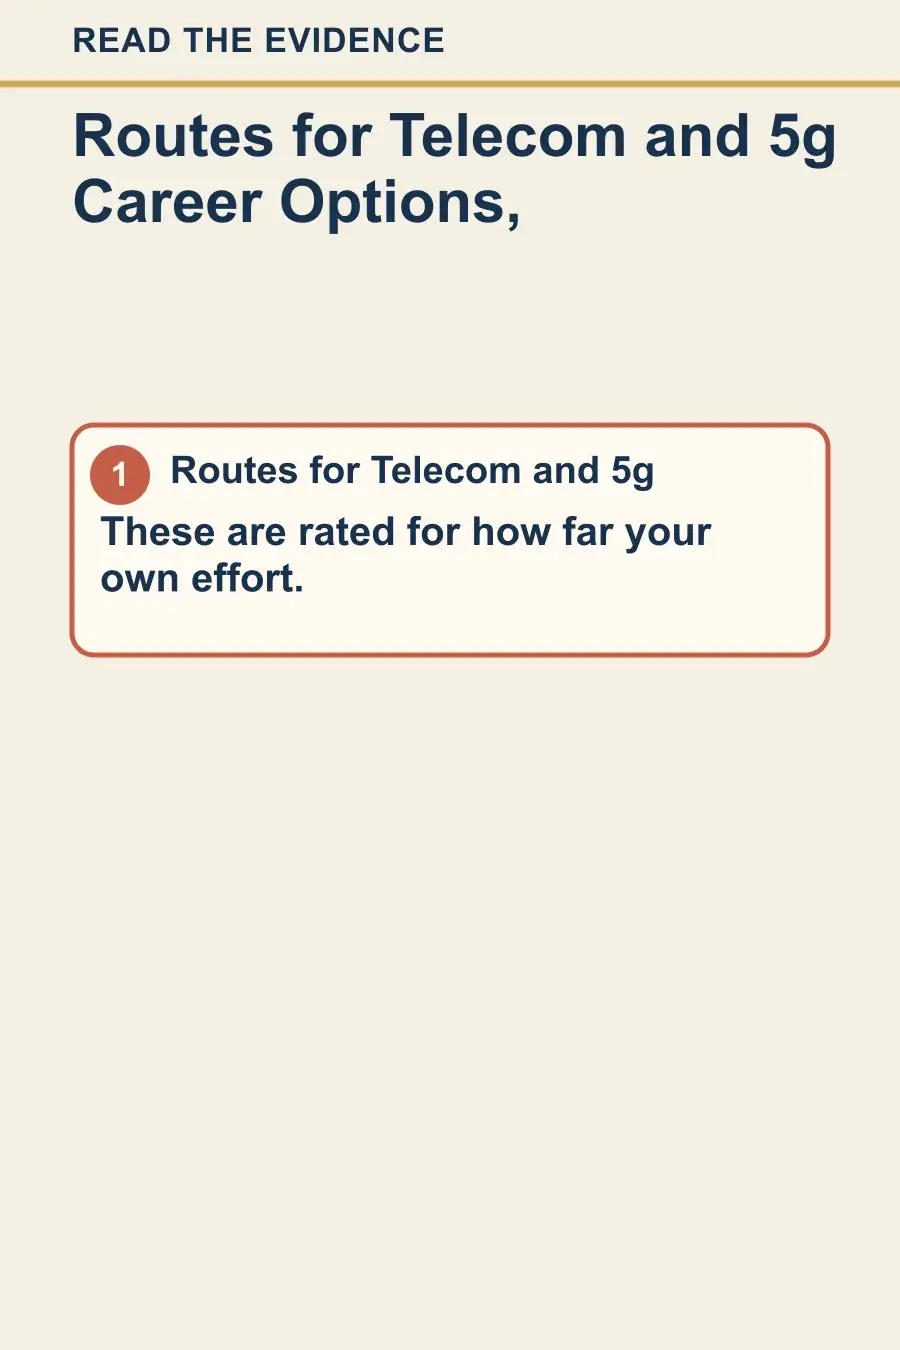 READ THE EVIDENCE
Routes for Telecom and 5g
Career Options,
1 Routes for Telecom and 5g
These are rated for how far your
own effort.